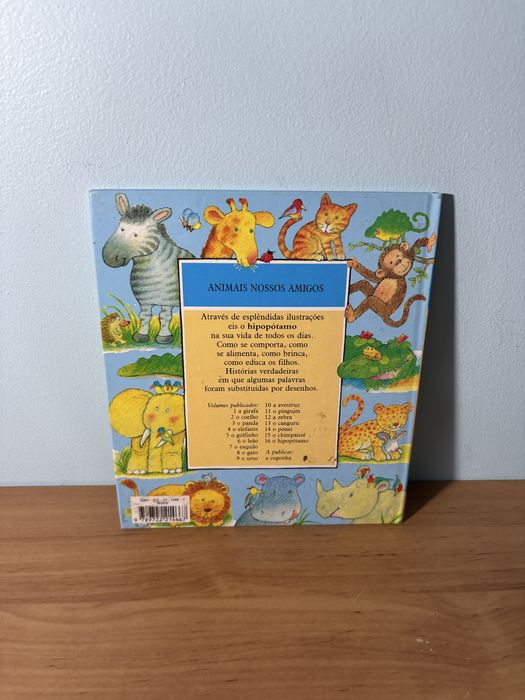 ANIMAIS NOSSOS AMIGOS
Através de esplêndidas ilustrações
eis o hipopótamo
na sua vida de todos os dias.
Como se comporta, como
se alimenta, como brinca,
como educa os filhos.
Histórias verdadeiras
em que algumas palavras
foram substituídas por desenhos.
Volumes publicados:
1 a girafa
2 o coelho
3 o panda
4 o elefante
5 o golfinho
6 o leão
7 o esquilo
8 o gato
9 o urso
10 a avestruz
11 o pinguim
12 a zebra
13 o canguru
14 o pónei
15 o chimpanzé
16 o hipopótamo
A publicar:
a cegonha
9 789722 214667